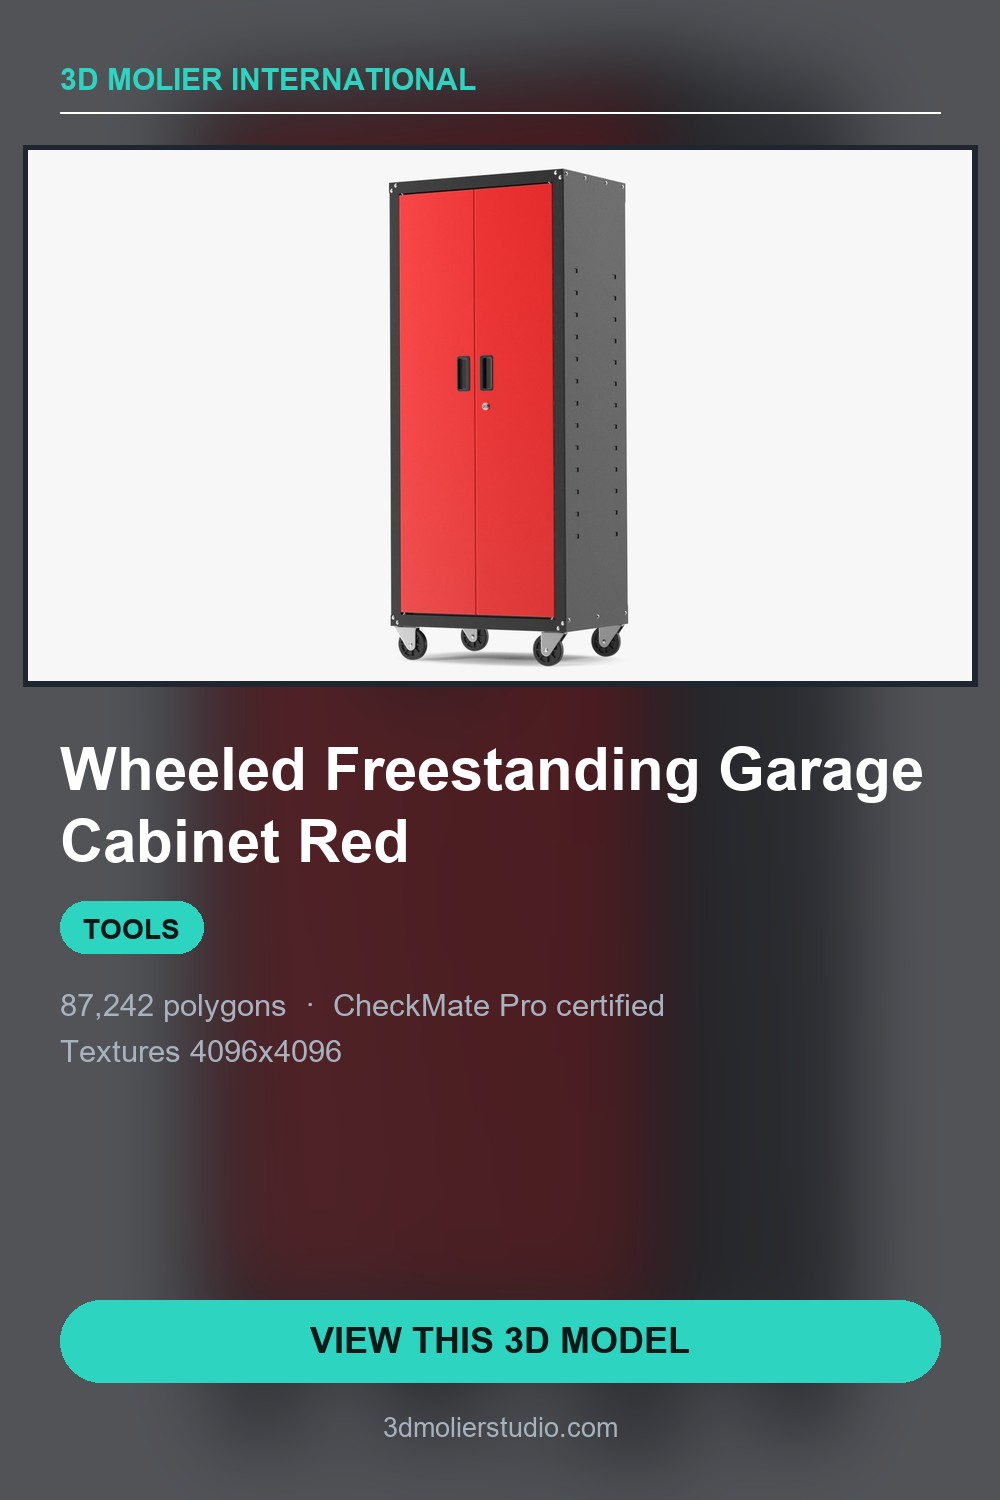 3D MOLIER INTERNATIONAL
Wheeled Freestanding Garage
Cabinet Red
TOOLS
87,242 polygons · CheckMate Pro certified
Textures 4096x4096
VIEW THIS 3D MODEL
3dmolierstudio.com